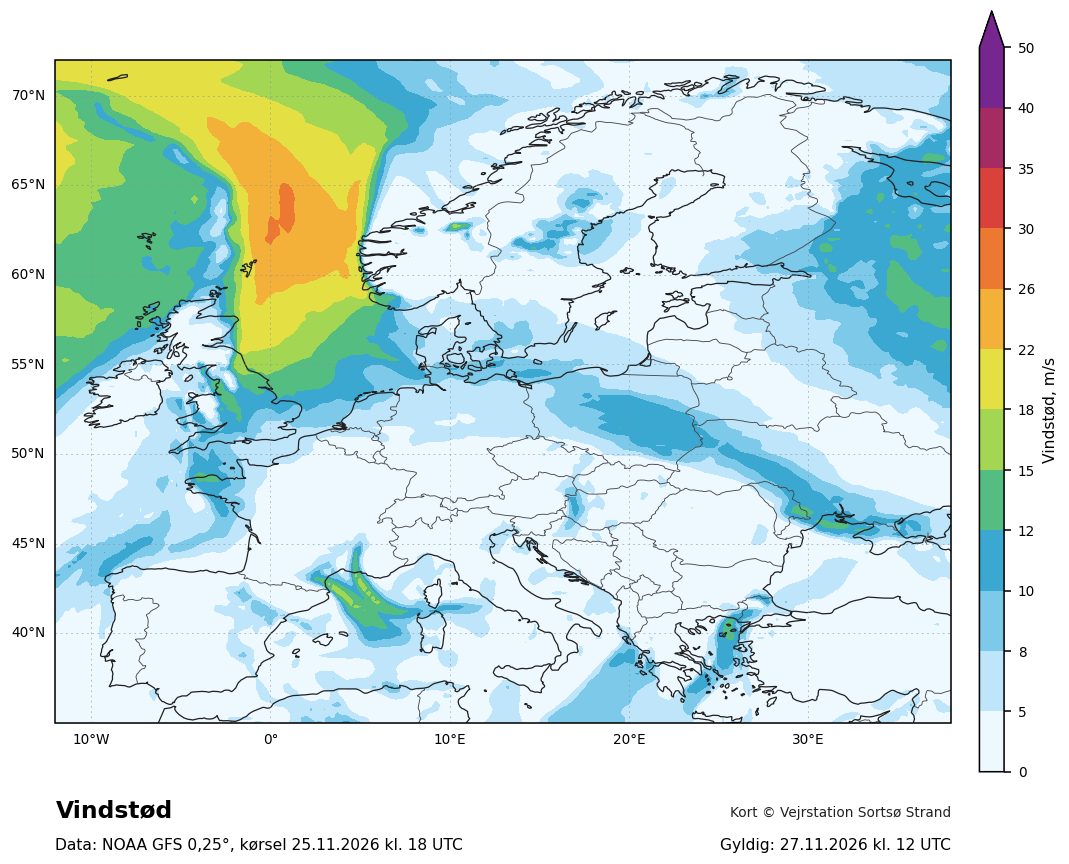 50
40
35
30
26
22
18
15
12
10
8
5
0
Vindstød, m/s
70°N
65°N
60°N
55°N
50°N
45°N
40°N
10°W 0° 10°E 20°E 30°E
Vindstød
Kort © Vejrstation Sortsø Strand
Data: NOAA GFS 0,25°, kørsel 25.11.2026 kl. 18 UTC
Gyldig: 27.11.2026 kl. 12 UTC